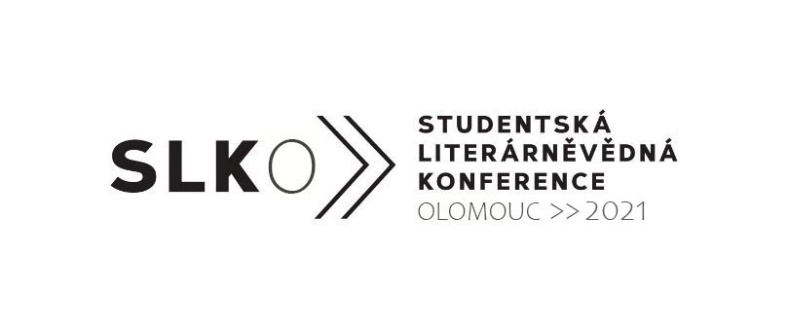 SLKO
STUDENTSKÁ
LITERÁRNĚVĚDNÁ
KONFERENCE
OLOMOUC >> 2021